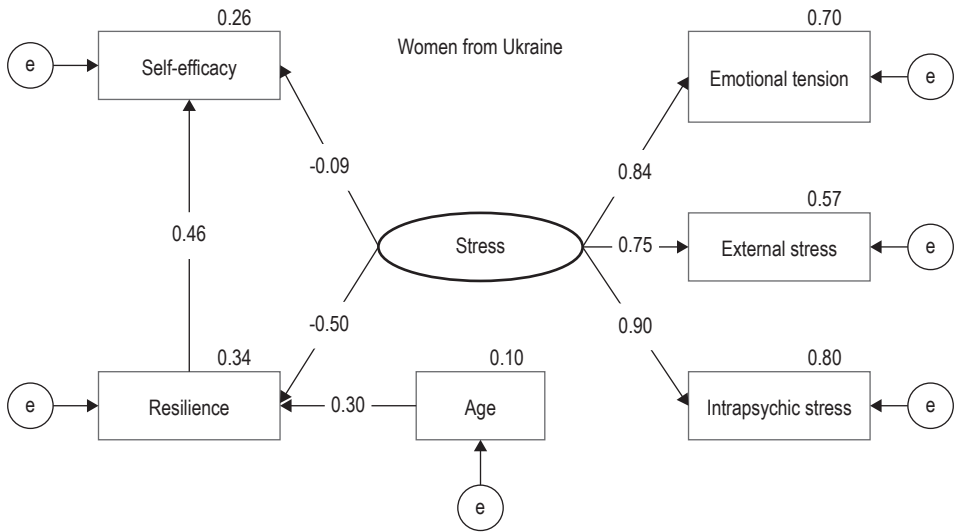 0.26
0.70
e
Self-efficacy
Women from Ukraine
Emotional tension
e
-0.09
0.84
0.57
0.46
Stress
0.75
External stress
e
-0.50
0.90
0.34
0.10
0.80
e
Resilience
0.30
Age
Intrapsychic stress
e
e